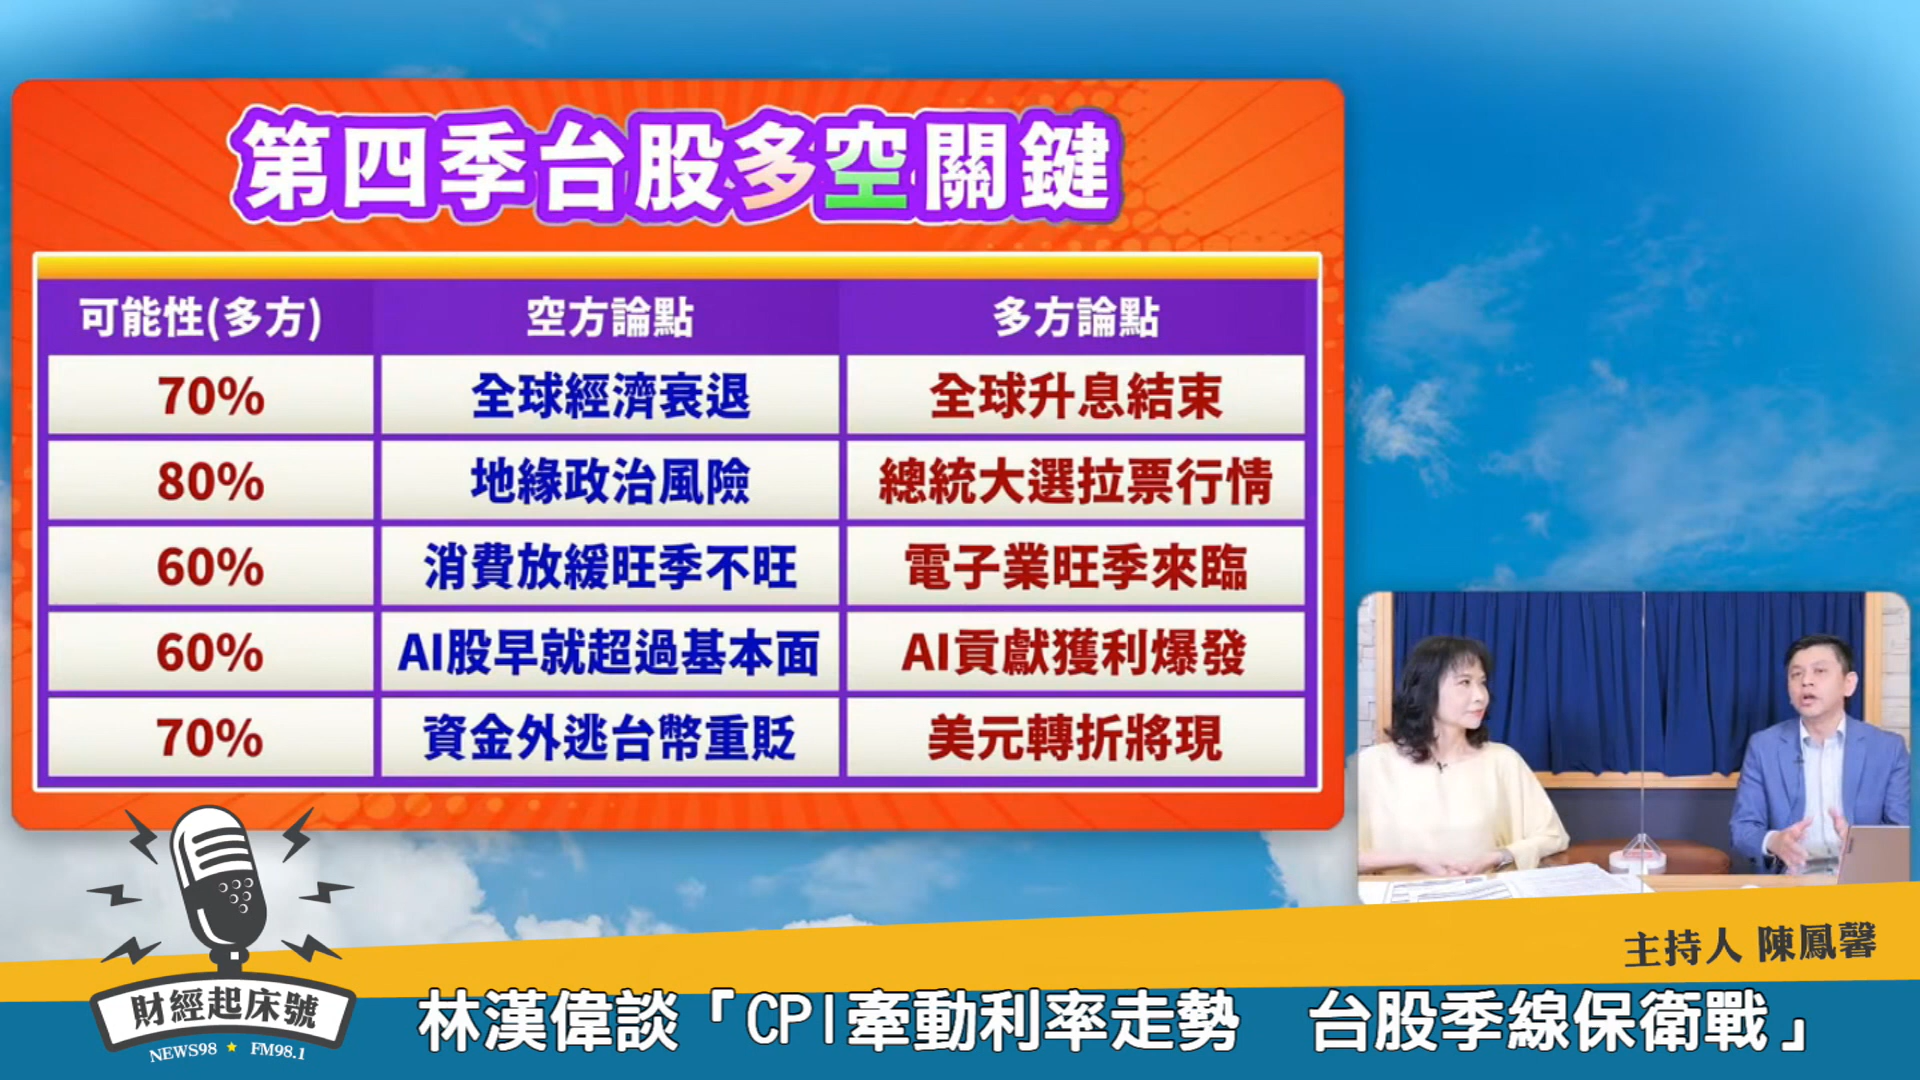 第四季台股多空關鍵
可能性(多方) 空方論點 多方論點
70% 全球經濟衰退 全球升息結束
80% 地緣政治風險 總統大選拉票行情
60% 消費放緩旺季不旺 電子業旺季來臨
60% AI股早就超過基本面 AI貢獻獲利爆發
70% 資金外逃台幣重貶 美元轉折將現
主持人 陳鳳馨
財經起床號
NEWS98 ★ FM98.1
林漢偉談「CPI牽動利率走勢 台股季線保衛戰」